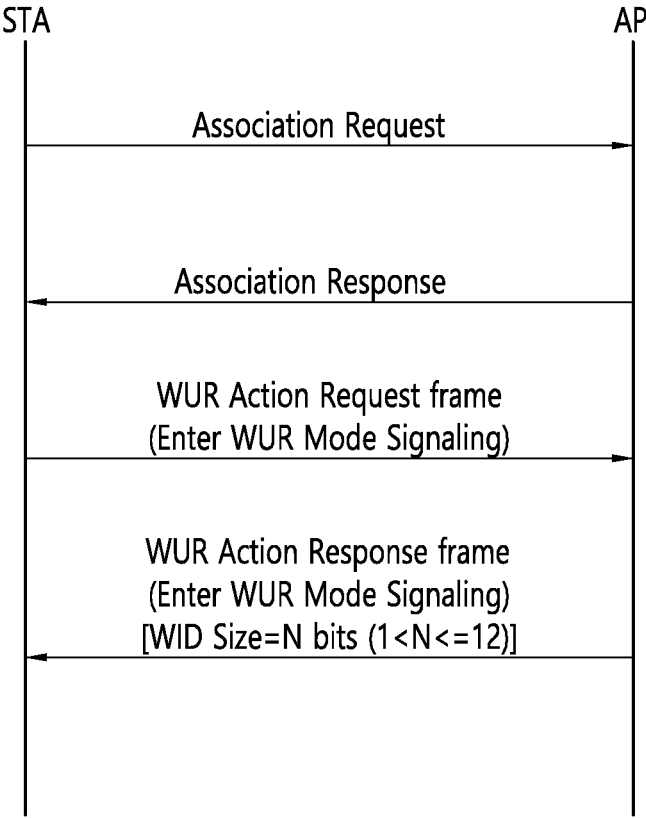 STA
AP
Association Request
Association Response
WUR Action Request frame
(Enter WUR Mode Signaling)
WUR Action Response frame
(Enter WUR Mode Signaling)
[WID Size=N bits (1<N<=12)]